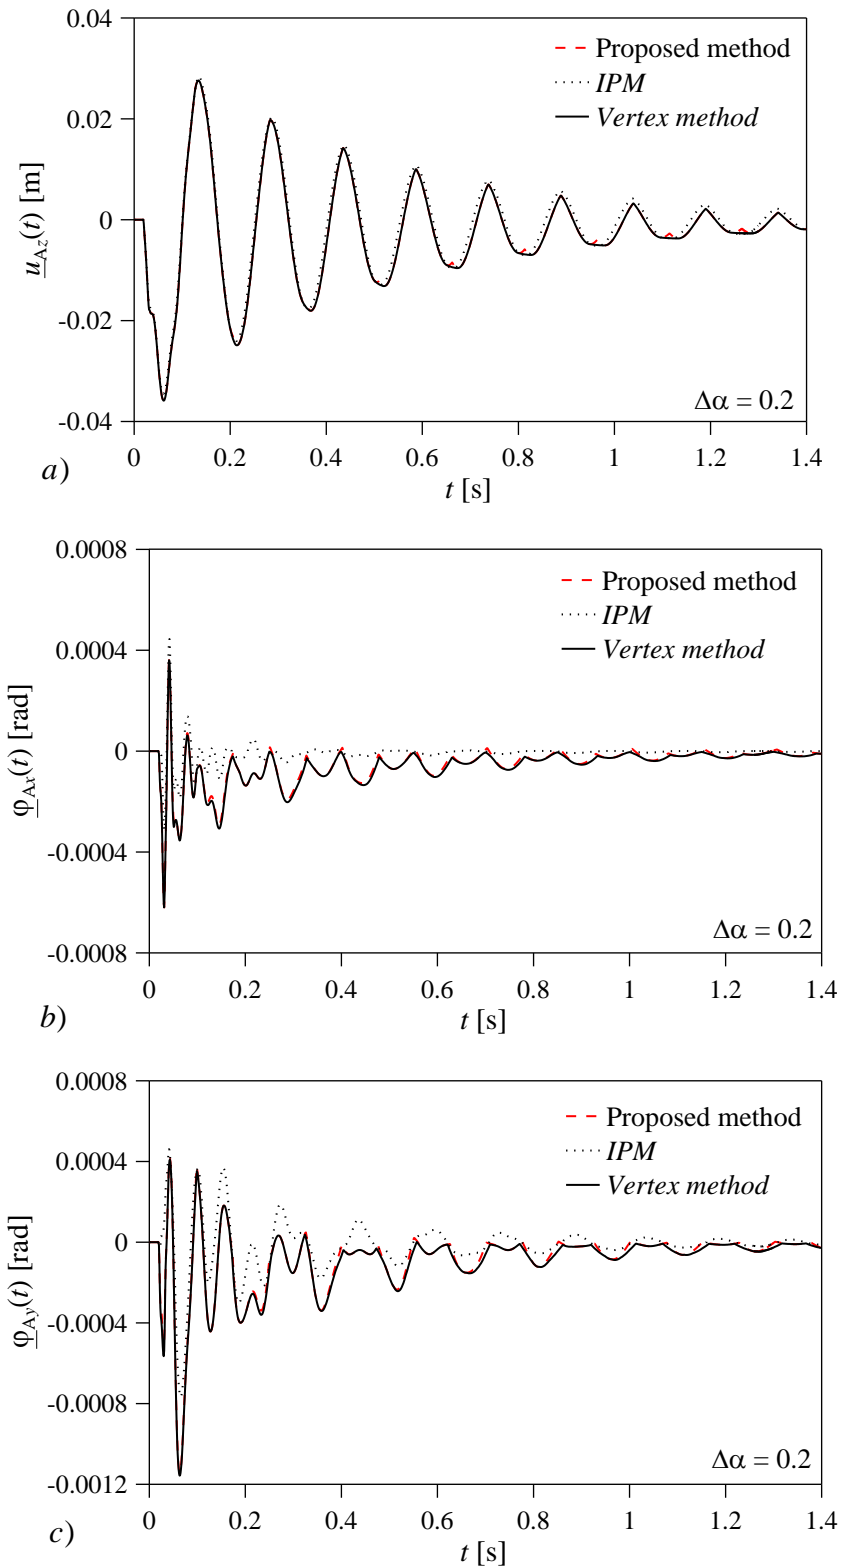 0.04
Proposed method
IPM
Vertex method
0.02
u_Az(t) [m]
0
-0.02
Δα = 0.2
-0.04
0 0.2 0.4 0.6 0.8 1 1.2 1.4
a)
t [s]
0.0008
Proposed method
IPM
0.0004
Vertex method
φ_Ax(t) [rad]
0
-0.0004
Δα = 0.2
-0.0008
0 0.2 0.4 0.6 0.8 1 1.2 1.4
b)
t [s]
0.0008
Proposed method
IPM
0.0004
Vertex method
φ_Ay(t) [rad]
0
-0.0004
-0.0008
Δα = 0.2
-0.0012
0 0.2 0.4 0.6 0.8 1 1.2 1.4
c)
t [s]